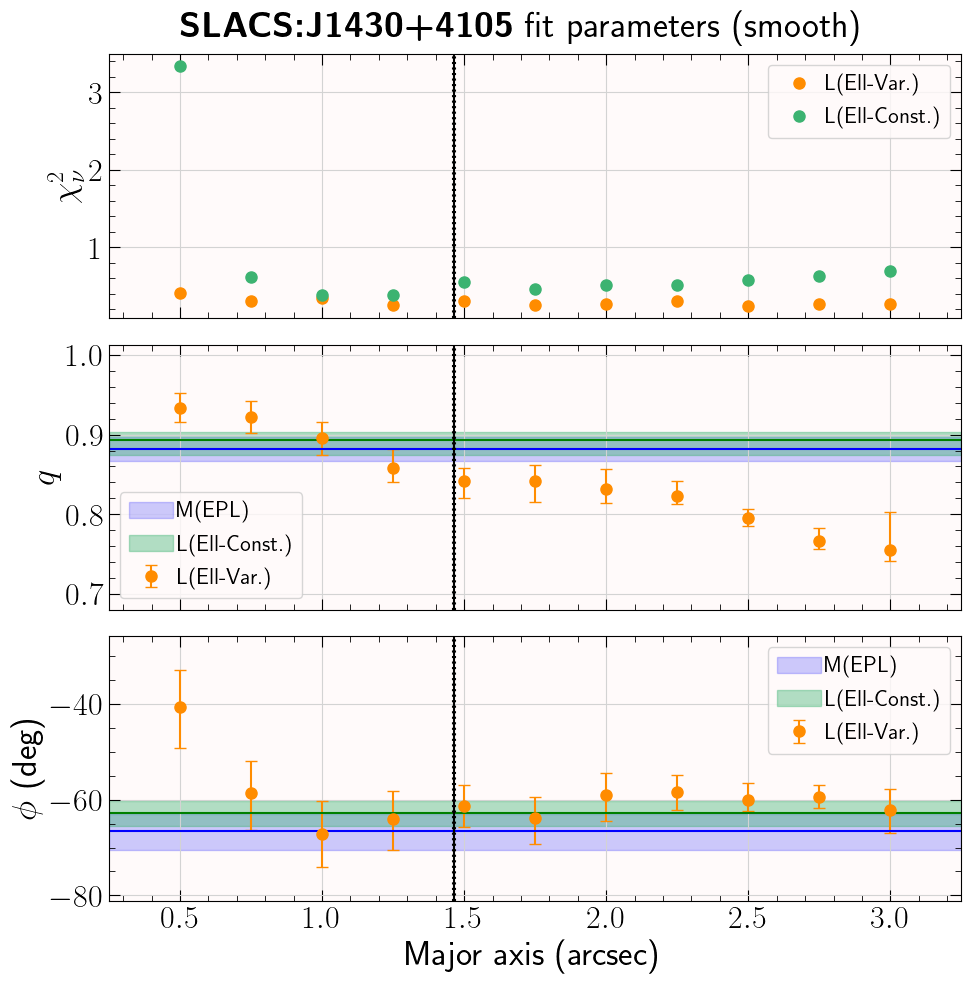 SLACS:J1430+4105 fit parameters (smooth)
χ²ᵥ
3
2
1
L(Ell-Var.)
L(Ell-Const.)
q
1.0
0.9
0.8
0.7
M(EPL)
L(Ell-Const.)
L(Ell-Var.)
ϕ (deg)
−40
−60
−80
M(EPL)
L(Ell-Const.)
L(Ell-Var.)
0.5 1.0 1.5 2.0 2.5 3.0
Major axis (arcsec)